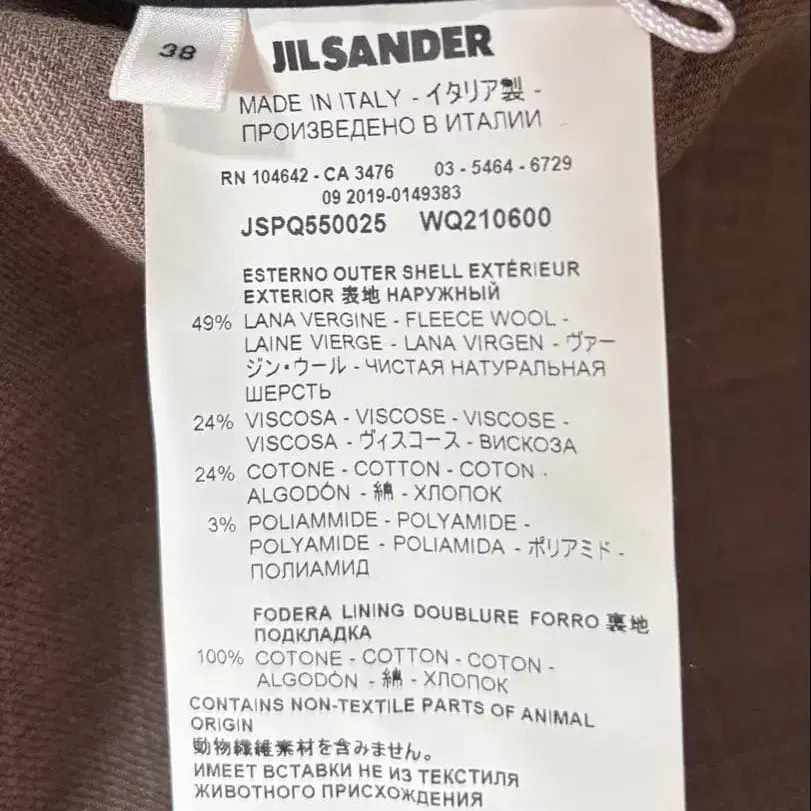 38
JIL SANDER
MADE IN ITALY - イタリア製 -
ПРОИЗВЕДЕНО В ИТАЛИИ
RN 104642 - CA 3476 03 - 5464 - 6729
09 2019-0149383
JSPQ550025 WQ210600
ESTERNO OUTER SHELL EXTÉRIEUR
EXTERIOR 表地 НАРУЖНЫЙ
49% LANA VERGINE - FLEECE WOOL -
LAINE VIERGE - LANA VIRGEN - ヴァー
ジン・ウール - ЧИСТАЯ НАТУРАЛЬНАЯ
ШЕРСТЬ
24% VISCOSA - VISCOSE - VISCOSE -
VISCOSA - ヴィスコース - ВИСКОЗА
24% COTONE - COTTON - COTON -
ALGODÓN - 綿 - ХЛОПОК
3% POLIAMMIDE - POLYAMIDE -
POLYAMIDE - POLIAMIDA - ポリアミド -
ПОЛИАМИД
FODERA LINING DOUBLURE FORRO 裏地
ПОДКЛАДКА
100% COTONE - COTTON - COTON -
ALGODÓN - 綿 - ХЛОПОК
CONTAINS NON-TEXTILE PARTS OF ANIMAL
ORIGIN
動物繊維素材を含みません。
ИМЕЕТ ВСТАВКИ НЕ ИЗ ТЕКСТИЛЯ
ЖИВОТНОГО ПРИСХОЖДЕНИЯ